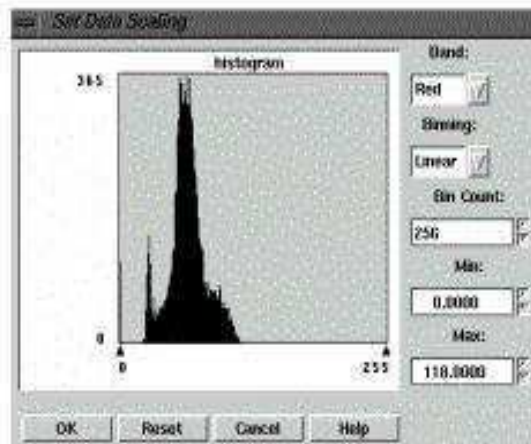 Set Data Scaling
histogram
365
0
0
255
Band:
Red
Binning:
Linear
Bin Count:
256
Min:
0.0000
Max:
118.0000
OK
Reset
Cancel
Help